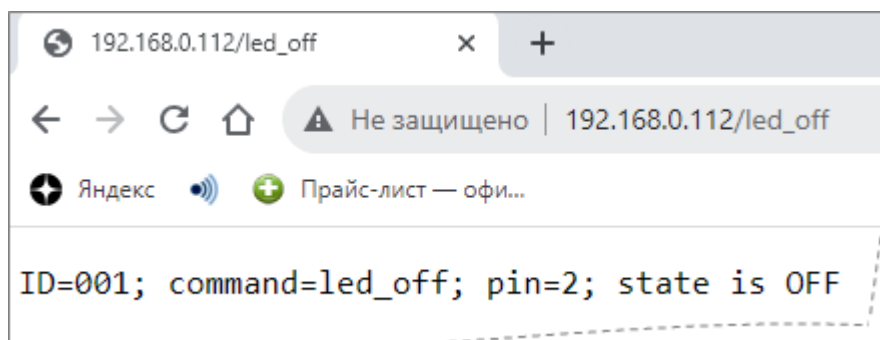 192.168.0.112/led_off
Не защищено | 192.168.0.112/led_off
Яндекс Прайс-лист — офи...
ID=001; command=led_off; pin=2; state is OFF